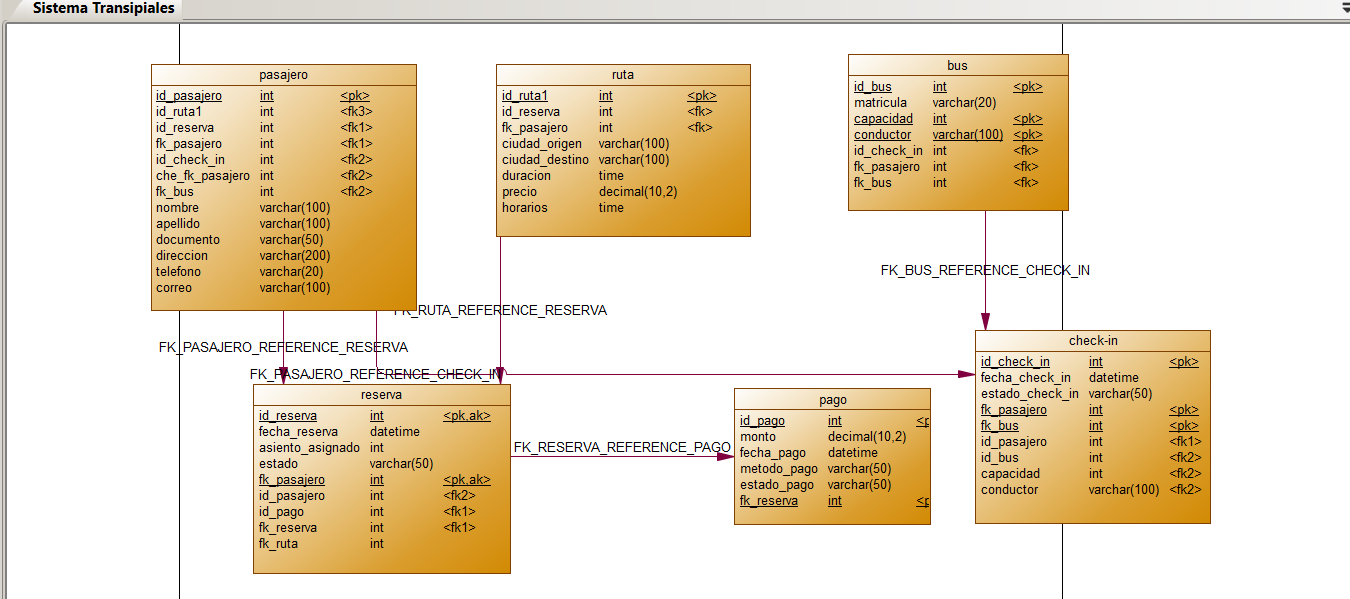 Sistema Transipiales
pasajero
id_pasajero int <pk>
id_ruta1 int <fk3>
id_reserva int <fk1>
fk_pasajero int <fk1>
id_check_in int <fk2>
che_fk_pasajero int <fk2>
fk_bus int <fk2>
nombre varchar(100)
apellido varchar(100)
documento varchar(50)
direccion varchar(200)
telefono varchar(20)
correo varchar(100)
ruta
id_ruta1 int <pk>
id_reserva int <fk>
fk_pasajero int <fk>
ciudad_origen varchar(100)
ciudad_destino varchar(100)
duracion time
precio decimal(10,2)
horarios time
bus
id_bus int <pk>
matricula varchar(20)
capacidad int <pk>
conductor varchar(100) <pk>
id_check_in int <fk>
fk_pasajero int <fk>
fk_bus int <fk>
FK_BUS_REFERENCE_CHECK_IN
FK_RUTA_REFERENCE_RESERVA
FK_PASAJERO_REFERENCE_RESERVA
FK_PASAJERO_REFERENCE_CHECK_IN
reserva
id_reserva int <pk,ak>
fecha_reserva datetime
asiento_asignado int
estado varchar(50)
fk_pasajero int <pk,ak>
id_pasajero int <fk2>
id_pago int <fk1>
fk_reserva int <fk1>
fk_ruta int
FK_RESERVA_REFERENCE_PAGO
pago
id_pago int <p
monto decimal(10,2)
fecha_pago datetime
metodo_pago varchar(50)
estado_pago varchar(50)
fk_reserva int <p
check-in
id_check_in int <pk>
fecha_check_in datetime
estado_check_in varchar(50)
fk_pasajero int <pk>
fk_bus int <pk>
id_pasajero int <fk1>
id_bus int <fk2>
capacidad int <fk2>
conductor varchar(100) <fk2>